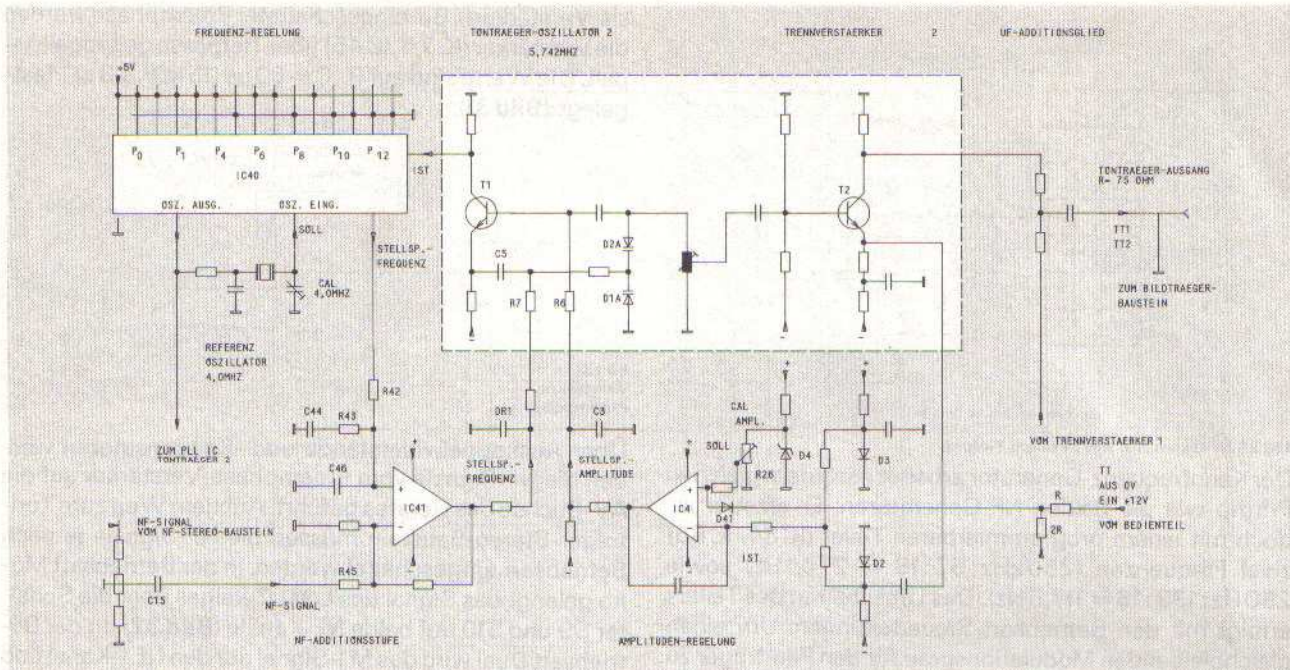 FREQUENZ-REGELUNG
TONTRAEGER-OSZILLATOR 2
5,742MHZ
TRENNVERSTAERKER 2
UF-ADDITIONSGLIED
+5V
P0 P1 P4 P6 P8 P10 P12
IC40
OSZ. AUSG. OSZ. EING.
IST
SOLL
STELLSP.-
FREQUENZ
CAL
4,0MHZ
REFERENZ
OSZILLATOR
4,0MHZ
ZUM PLL IC
TONTRAEGER 2
T1
C5
R7
R6
D2A
D1A
T2
TONTRAEGER-AUSGANG
R= 75 OHM
TT1
TT2
ZUM BILDTRAEGER-
BAUSTEIN
VOM TRENNVERSTAERKER 1
R42
C44 R43
C46
DR1
C3
IC41
STELLSP.-
FREQUENZ
STELLSP.-
AMPLITUDE
CAL
AMPL.
SOLL
R26
D4
D3
D41
IC4
IST
D2
T1
AUS 0V
EIN +12V
R
2R
VOM BEDIENTEIL
NF-SIGNAL
VOM NF-STEREO-BAUSTEIN
C15
R45
NF-SIGNAL
NF-ADDITIONSSTUFE
AMPLITUDEN-REGELUNG